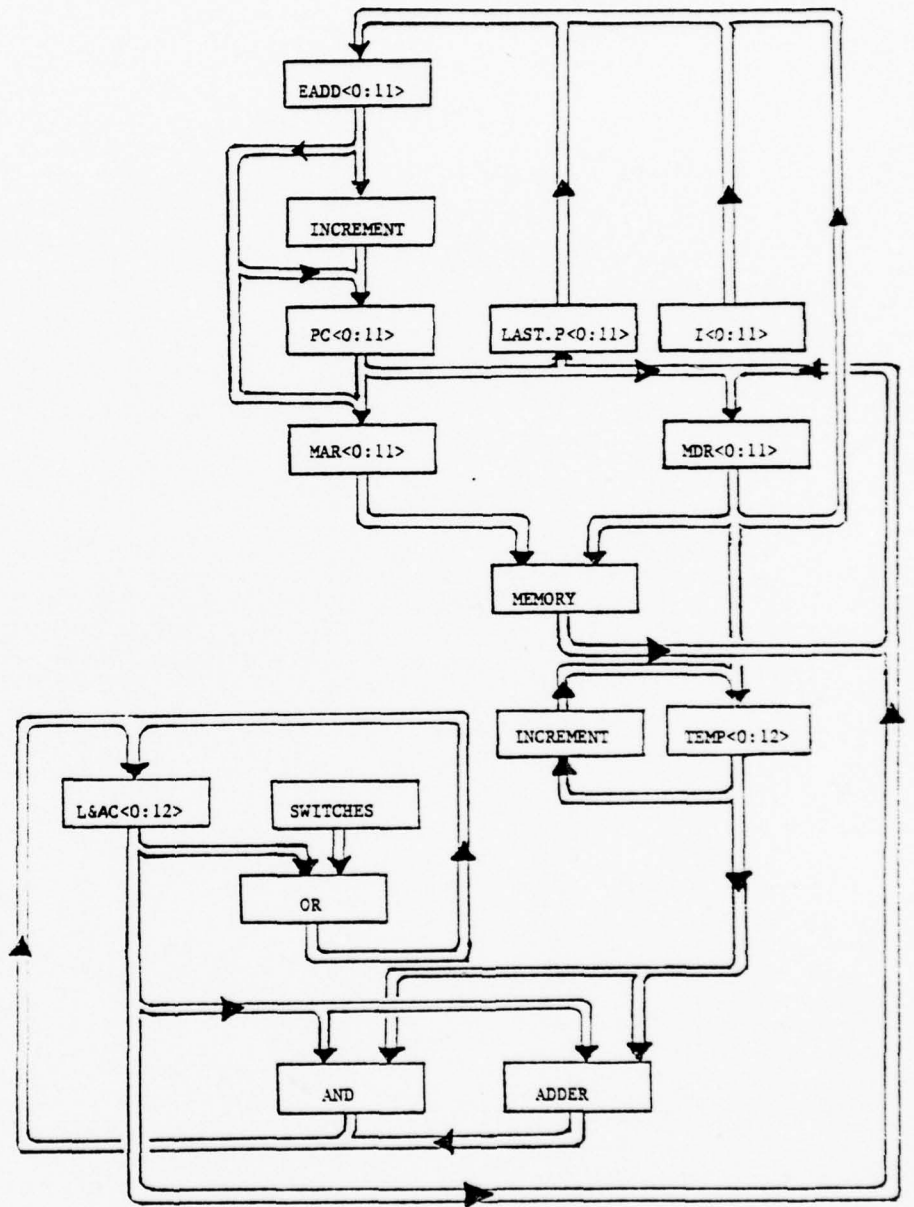 EADD<0:11>
INCREMENT
PC<0:11>
LAST.P<0:11>
I<0:11>
MAR<0:11>
MDR<0:11>
MEMORY
INCREMENT
TEMP<0:12>
L&AC<0:12>
SWITCHES
OR
AND
ADDER